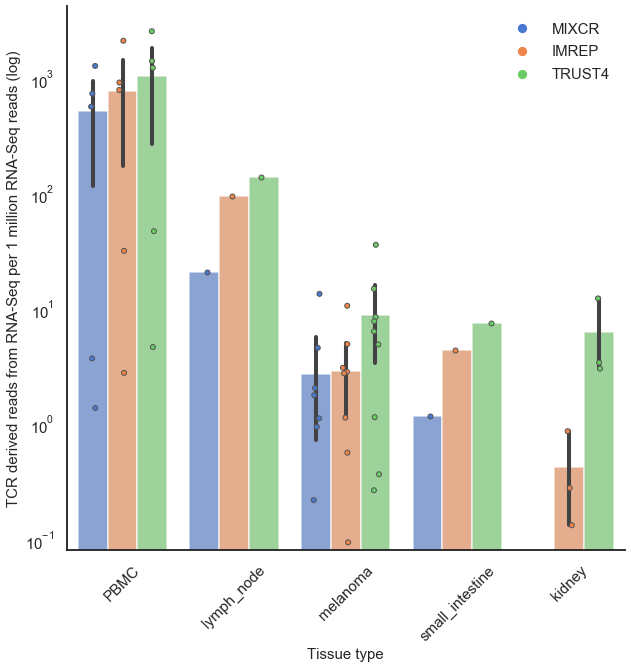 MIXCR
IMREP
TRUST4
TCR derived reads from RNA-Seq per 1 million RNA-Seq reads (log)
10³
10²
10¹
10⁰
10⁻¹
PBMC
lymph_node
melanoma
small_intestine
kidney
Tissue type